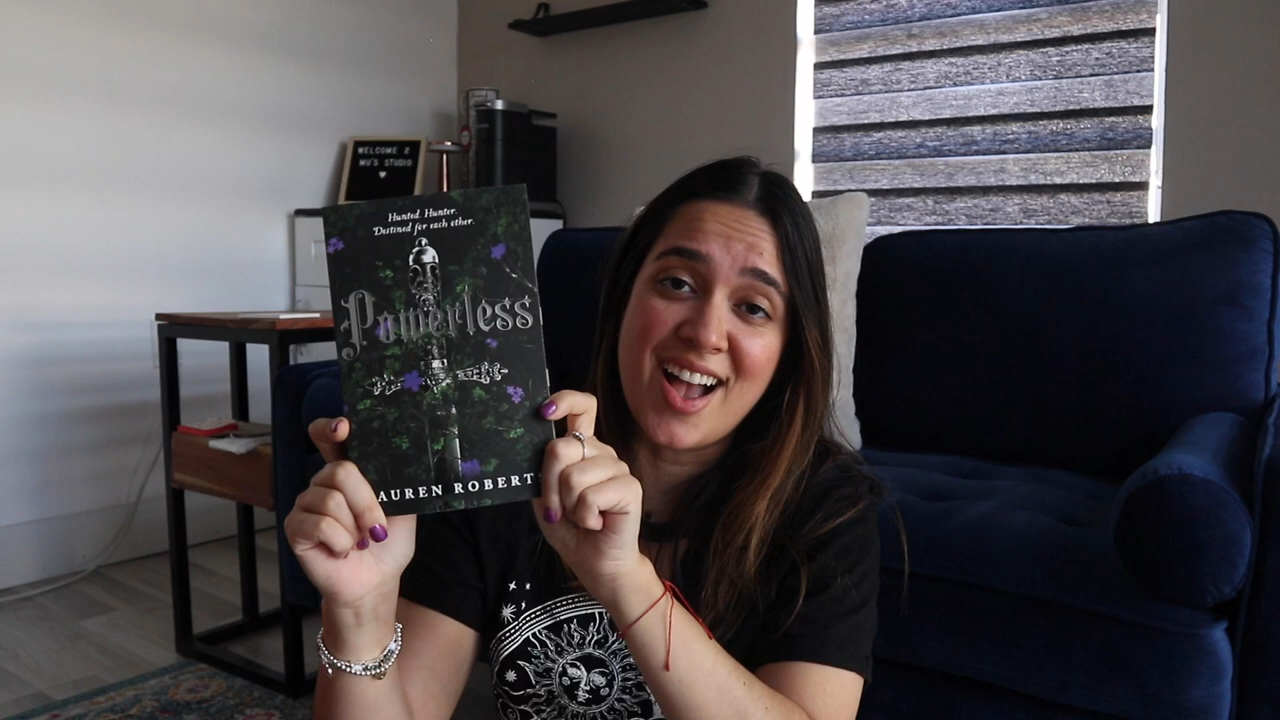 WELCOME 2
MU'S STUDIO
Hunted. Hunter.
Destined for each other.
Powerless
AUREN ROBERT